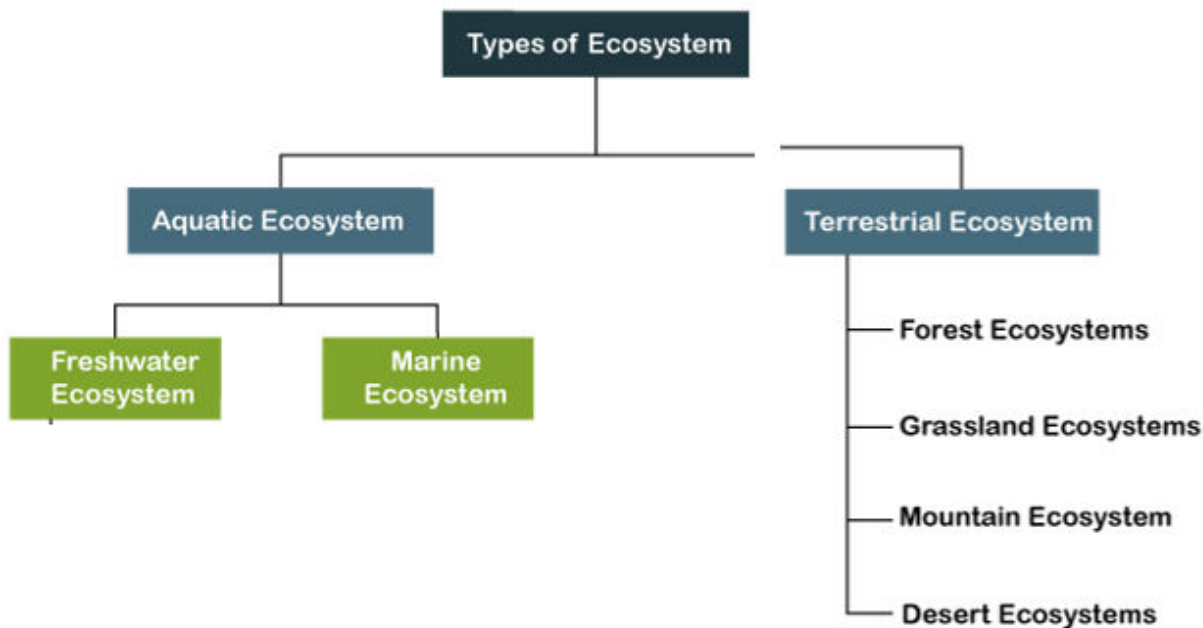 Types of Ecosystem
Aquatic Ecosystem
Terrestrial Ecosystem
Freshwater
Ecosystem
Marine
Ecosystem
Forest Ecosystems
Grassland Ecosystems
Mountain Ecosystem
Desert Ecosystems